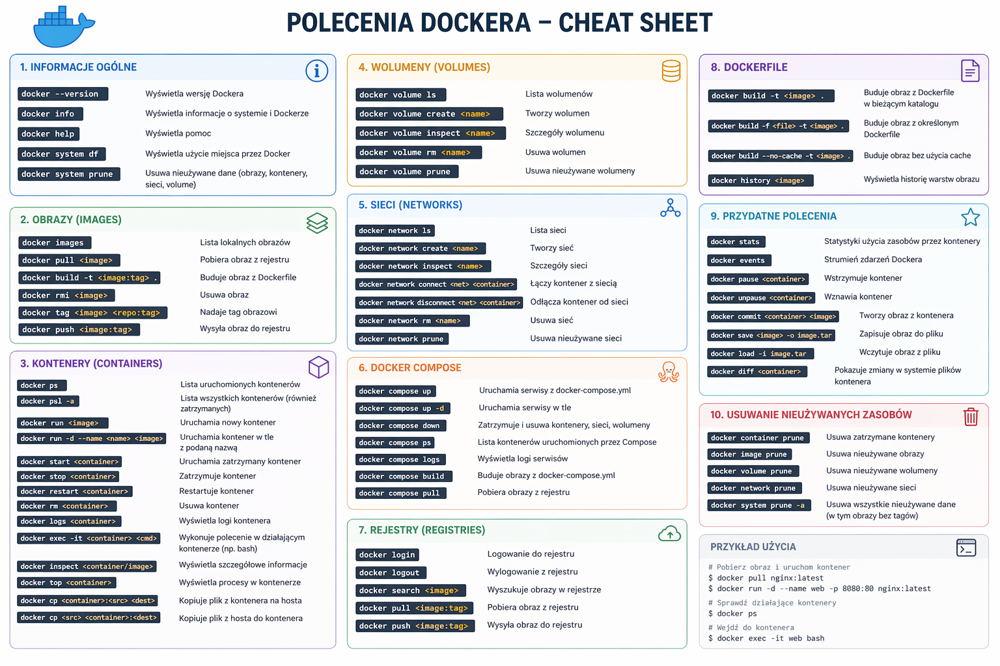 POLECENIA DOCKERA – CHEAT SHEET
1. INFORMACJE OGÓLNE
docker --version Wyświetla wersję Dockera
docker info Wyświetla informacje o systemie i Dockerze
docker help Wyświetla pomoc
docker system df Wyświetla użycie miejsca przez Docker
docker system prune Usuwa nieużywane dane (obrazy, kontenery,
sieci, volume)
2. OBRAZY (IMAGES)
docker images Lista lokalnych obrazów
docker pull <image> Pobiera obraz z rejestru
docker build -t <image:tag> . Buduje obraz z Dockerfile
docker rmi <image> Usuwa obraz
docker tag <image> <repo:tag> Nadaje tag obrazowi
docker push <image:tag> Wysyła obraz do rejestru
3. KONTENERY (CONTAINERS)
docker ps Lista uruchomionych kontenerów
docker psl -a Lista wszystkich kontenerów (również
zatrzymanych)
docker run <image> Uruchamia nowy kontener
docker run -d --name <name> <image> Uruchamia kontener w tle
z podaną nazwą
docker start <container> Uruchamia zatrzymany kontener
docker stop <container> Zatrzymuje kontener
docker restart <container> Restartuje kontener
docker rm <container> Usuwa kontener
docker logs <container> Wyświetla logi kontenera
docker exec -it <container> <cmd> Wykonuje polecenie w działającym
kontenerze (np. bash)
docker inspect <container/image> Wyświetla szczegółowe informacje
docker top <container> Wyświetla procesy w kontenerze
docker cp <container>:<src> <dest> Kopiuje plik z kontenera na hosta
docker cp <src> <container>:<dest> Kopiuje plik z hosta do kontenera
4. WOLUMENY (VOLUMES)
docker volume ls Lista wolumenów
docker volume create <name> Tworzy wolumen
docker volume inspect <name> Szczegóły wolumenu
docker volume rm <name> Usuwa wolumen
docker volume prune Usuwa nieużywane wolumeny
5. SIECI (NETWORKS)
docker network ls Lista sieci
docker network create <name> Tworzy sieć
docker network inspect <name> Szczegóły sieci
docker network connect <net> <container> Łączy kontener z siecią
docker network disconnect <net> <container> Odłącza kontener od sieci
docker network rm <name> Usuwa sieć
docker network prune Usuwa nieużywane sieci
6. DOCKER COMPOSE
docker compose up Uruchamia serwisy z docker-compose.yml
docker compose up -d Uruchamia serwisy w tle
docker compose down Zatrzymuje i usuwa kontenery, sieci, wolumeny
docker compose ps Lista kontenerów uruchomionych przez Compose
docker compose logs Wyświetla logi serwisów
docker compose build Buduje obrazy z docker-compose.yml
docker compose pull Pobiera obrazy z rejestru
7. REJESTRY (REGISTRIES)
docker login Logowanie do rejestru
docker logout Wylogowanie z rejestru
docker search <image> Wyszukuje obrazy w rejestrze
docker pull <image:tag> Pobiera obraz z rejestru
docker push <image:tag> Wysyła obraz do rejestru
8. DOCKERFILE
docker build -t <image> . Buduje obraz z Dockerfile
w bieżącym katalogu
docker build -f <file> -t <image> . Buduje obraz z określonym
Dockerfile
docker build --no-cache -t <image> . Buduje obraz bez użycia cache
docker history <image> Wyświetla historię warstw obrazu
9. PRZYDATNE POLECENIA
docker stats Statystyki użycia zasobów przez kontenery
docker events Strumień zdarzeń Dockera
docker pause <container> Wstrzymuje kontener
docker unpause <container> Wznawia kontener
docker commit <container> <image> Tworzy obraz z kontenera
docker save <image> -o image.tar Zapisuje obraz do pliku
docker load -i image.tar Wczytuje obraz z pliku
docker diff <container> Pokazuje zmiany w systemie plików
kontenera
10. USUWANIE NIEUŻYWANYCH ZASOBÓW
docker container prune Usuwa zatrzymane kontenery
docker image prune Usuwa nieużywane obrazy
docker volume prune Usuwa nieużywane wolumeny
docker network prune Usuwa nieużywane sieci
docker system prune -a Usuwa wszystkie nieużywane dane
(w tym obrazy bez tagów)
PRZYKŁAD UŻYCIA
# Pobierz obraz i uruchom kontener
$ docker pull nginx:latest
$ docker run -d --name web -p 8080:80 nginx:latest
# Sprawdź działające kontenery
$ docker ps
# Wejdź do kontenera
$ docker exec -it web bash